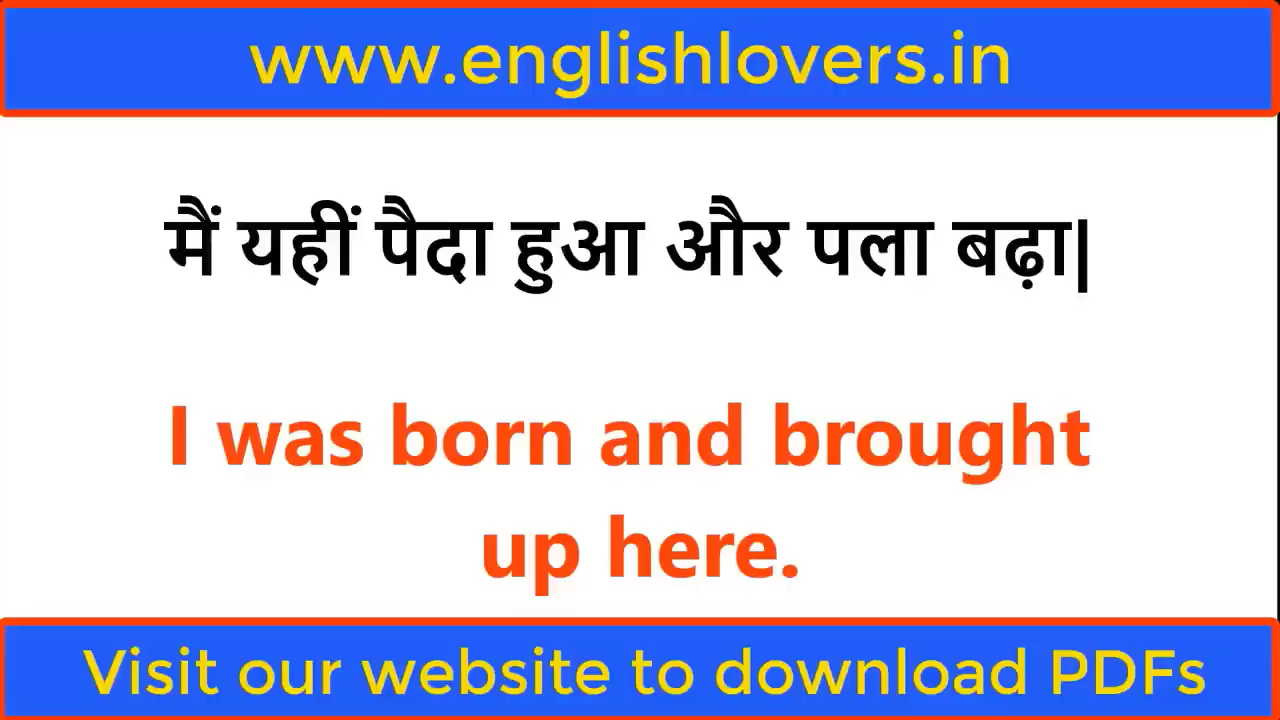 www.englishlovers.in
मैं यहीं पैदा हुआ और पला बढ़ा|
I was born and brought
up here.
Visit our website to download PDFs